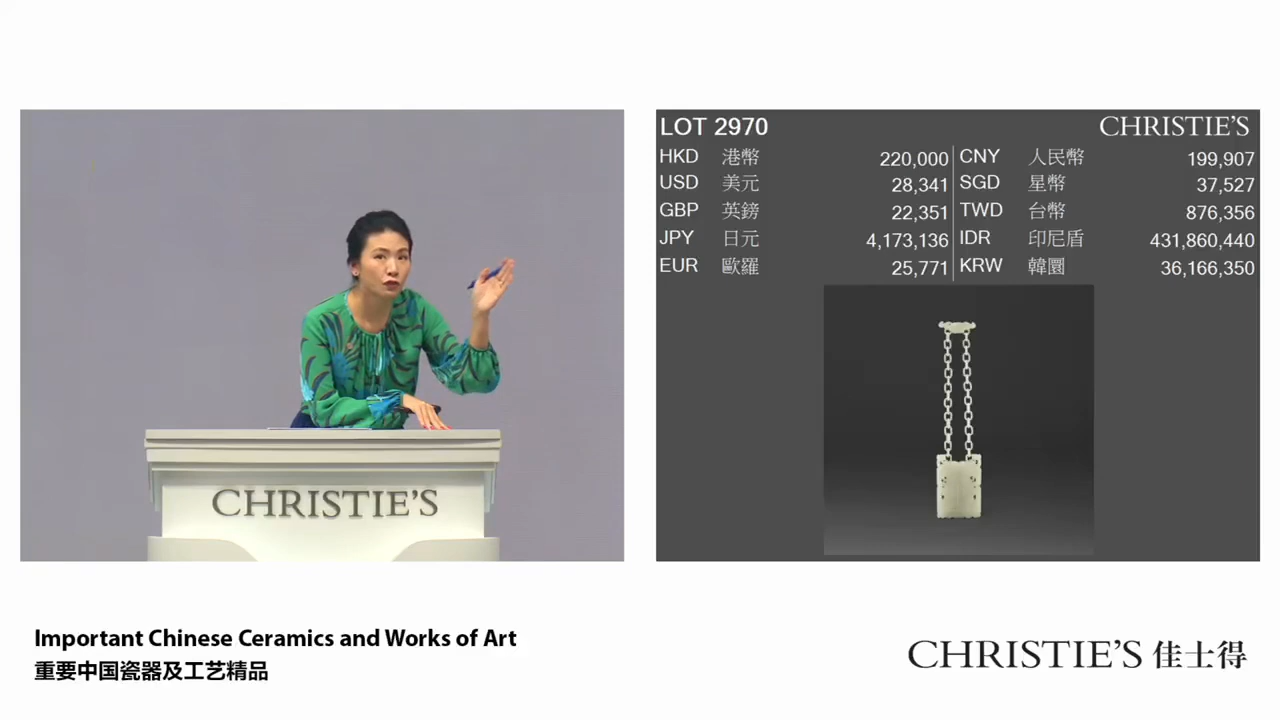 LOT 2970 CHRISTIE'S
HKD 港幣 220,000 CNY 人民幣 199,907
USD 美元 28,341 SGD 星幣 37,527
GBP 英鎊 22,351 TWD 台幣 876,356
JPY 日元 4,173,136 IDR 印尼盾 431,860,440
EUR 歐羅 25,771 KRW 韓圜 36,166,350
CHRISTIE'S
Important Chinese Ceramics and Works of Art
重要中国瓷器及工艺精品
CHRISTIE'S 佳士得